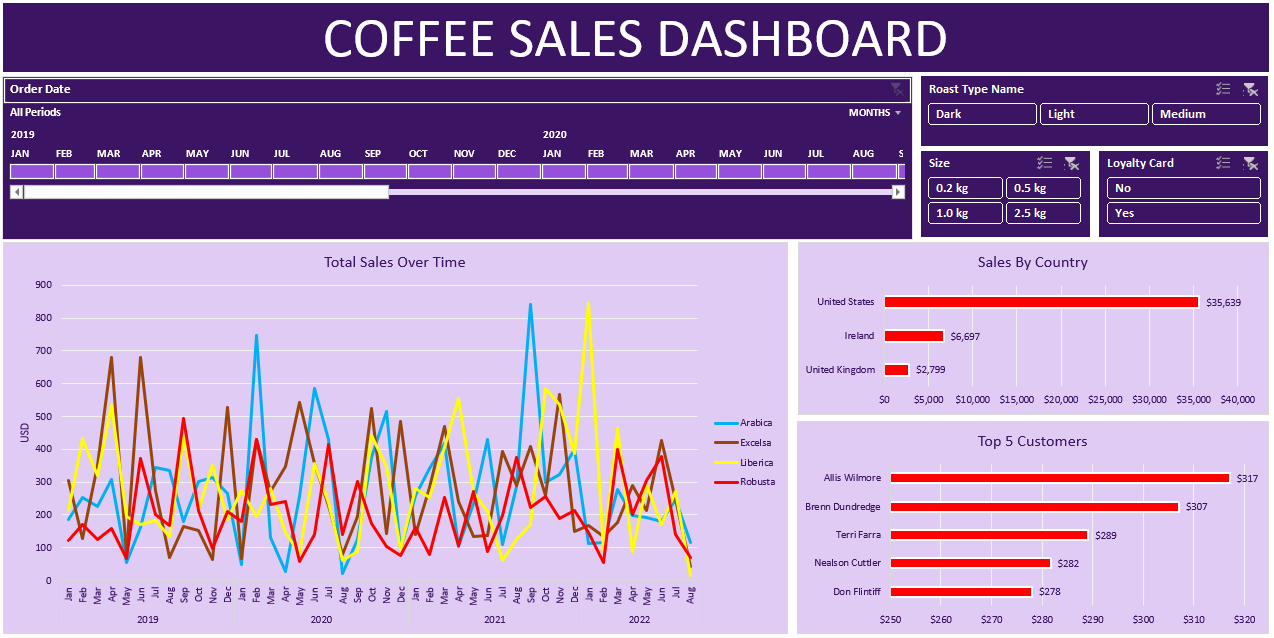 COFFEE SALES DASHBOARD
Order Date
All Periods MONTHS
2019 2020
JAN FEB MAR APR MAY JUN JUL AUG SEP OCT NOV DEC JAN FEB MAR APR MAY JUN JUL AUG S
Roast Type Name
Dark Light Medium
Size
0.2 kg 0.5 kg
1.0 kg 2.5 kg
Loyalty Card
No
Yes
Total Sales Over Time
900
800
700
600
500
400
300
200
100
0
USD
Jan Feb Mar Apr May Jun Jul Aug Sep Oct Nov Dec Jan Feb Mar Apr May Jun Jul Aug Sep Oct Nov Dec Jan Feb Mar Apr May Jun Jul Aug Sep Oct Nov Dec Jan Feb Mar Apr May Jun Jul Aug
2019 2020 2021 2022
Arabica
Excelsa
Liberica
Robusta
Sales By Country
United States $35,639
Ireland $6,697
United Kingdom $2,799
$0 $5,000 $10,000 $15,000 $20,000 $25,000 $30,000 $35,000 $40,000
Top 5 Customers
Allis Wilmore $317
Brenn Dundredge $307
Terri Farra $289
Nealson Cuttler $282
Don Flintiff $278
$250 $260 $270 $280 $290 $300 $310 $320